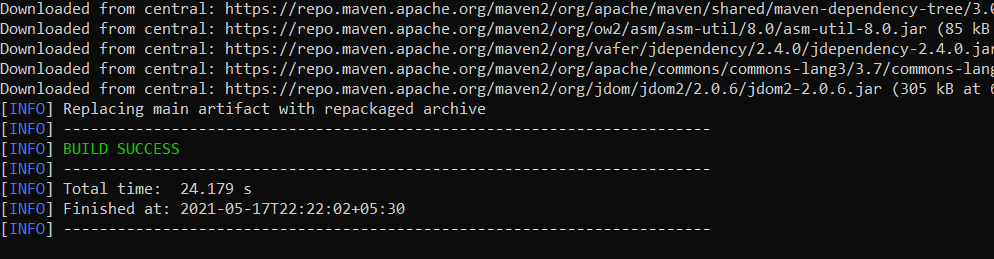 Downloaded from central: https://repo.maven.apache.org/maven2/org/apache/maven/shared/maven-dependency-tree/3.0
Downloaded from central: https://repo.maven.apache.org/maven2/org/ow2/asm/asm-util/8.0/asm-util-8.0.jar (85 kB
Downloaded from central: https://repo.maven.apache.org/maven2/org/vafer/jdependency/2.4.0/jdependency-2.4.0.jar
Downloaded from central: https://repo.maven.apache.org/maven2/org/apache/commons/commons-lang3/3.7/commons-lang
Downloaded from central: https://repo.maven.apache.org/maven2/org/jdom/jdom2/2.0.6/jdom2-2.0.6.jar (305 kB at 6
[INFO] Replacing main artifact with repackaged archive
[INFO] ------------------------------------------------------------------------
[INFO] BUILD SUCCESS
[INFO] ------------------------------------------------------------------------
[INFO] Total time:  24.179 s
[INFO] Finished at: 2021-05-17T22:22:02+05:30
[INFO] ------------------------------------------------------------------------